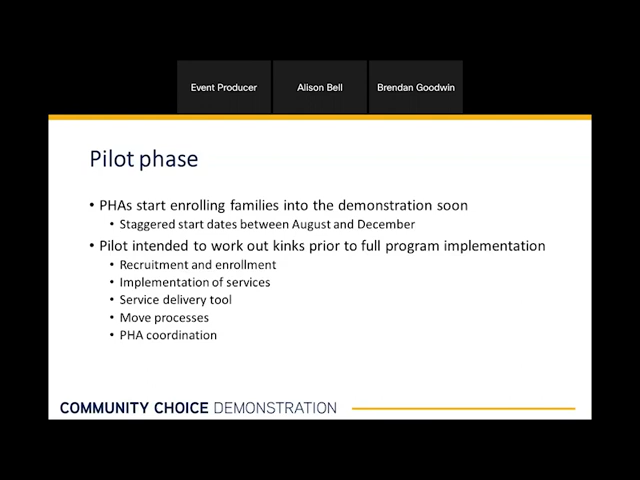 Event Producer
Alison Bell
Brendan Goodwin
Pilot phase
• PHAs start enrolling families into the demonstration soon
• Staggered start dates between August and December
• Pilot intended to work out kinks prior to full program implementation
• Recruitment and enrollment
• Implementation of services
• Service delivery tool
• Move processes
• PHA coordination
COMMUNITY CHOICE DEMONSTRATION